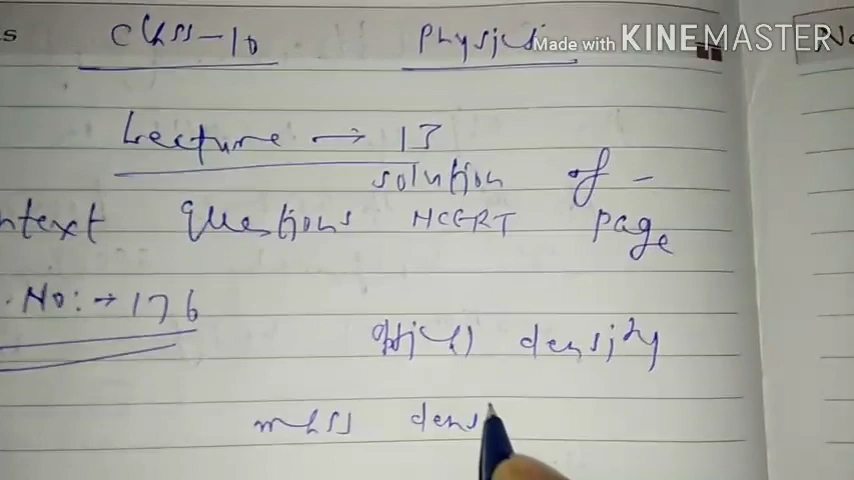 s Class-10 Physics Made with KINEMASTER No
Lecture → 13
solution of -
ntext Questions NCERT page
. No: → 176
optical density
mass dens